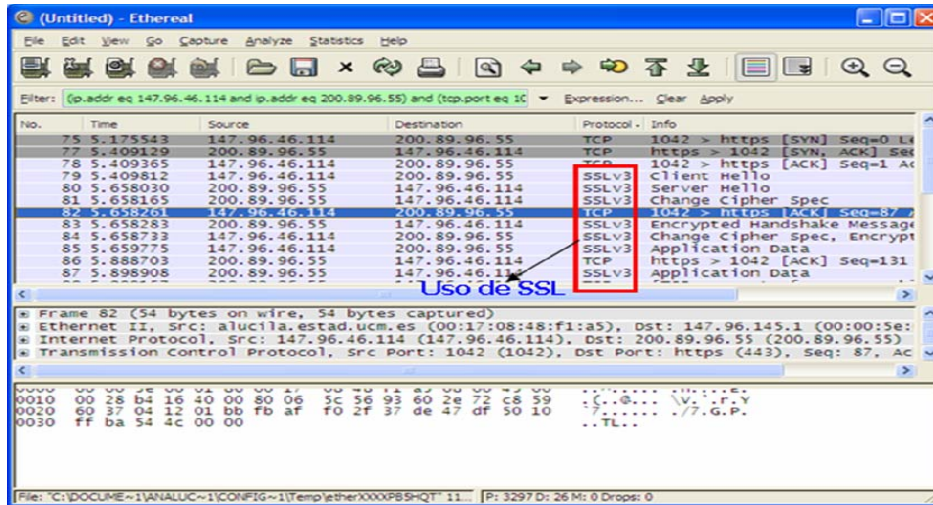 (Untitled) - Ethereal
File Edit View Go Capture Analyze Statistics Help
Filter: (ip.addr eq 147.96.46.114 and ip.addr eq 200.89.96.55) and (tcp.port eq 10 Expression... Clear Apply
No. Time Source Destination Protocol Info
75 5.175543 147.96.46.114 200.89.96.55 TCP 1042 > https [SYN] Seq=0 Le
77 5.409129 200.89.96.55 147.96.46.114 TCP https > 1042 [SYN, ACK] Seq
78 5.409365 147.96.46.114 200.89.96.55 TCP 1042 > https [ACK] Seq=1 Ac
79 5.409812 147.96.46.114 200.89.96.55 SSLv3 Client Hello
80 5.658030 200.89.96.55 147.96.46.114 SSLv3 Server Hello
81 5.658165 200.89.96.55 147.96.46.114 SSLv3 Change Cipher Spec
82 5.658261 147.96.46.114 200.89.96.55 TCP 1042 > https [ACK] Seq=87
83 5.658283 200.89.96.55 147.96.46.114 SSLv3 Encrypted Handshake Message
84 5.658733 147.96.46.114 200.89.96.55 SSLv3 Change Cipher Spec, Encrypt
85 5.659775 147.96.46.114 200.89.96.55 SSLv3 Application Data
86 5.888703 200.89.96.55 147.96.46.114 TCP https > 1042 [ACK] Seq=131
87 5.898908 200.89.96.55 147.96.46.114 SSLv3 Application Data
Uso de SSL
Frame 82 (54 bytes on wire, 54 bytes captured)
Ethernet II, Src: alucila.estad.ucm.es (00:17:08:48:f1:a5), Dst: 147.96.145.1 (00:00:5e:
Internet Protocol, Src: 147.96.46.114 (147.96.46.114), Dst: 200.89.96.55 (200.89.96.55)
Transmission Control Protocol, Src Port: 1042 (1042), Dst Port: https (443), Seq: 87, Ac
0010 00 28 b4 16 40 00 80 06 5c 56 93 60 2e 72 c8 59 .(..@... \V.`.r.Y
0020 60 37 04 12 01 bb fb af f0 2f 37 de 47 df 50 10 `7...... ./7.G.P.
0030 ff ba 54 4c 00 00 ..TL..
File: "C:\DOCUME~1\ANALUC~1\CONFIG~1\Temp\etherXXXXPBSHQT" 11... P: 3297 D: 26 M: 0 Drops: 0